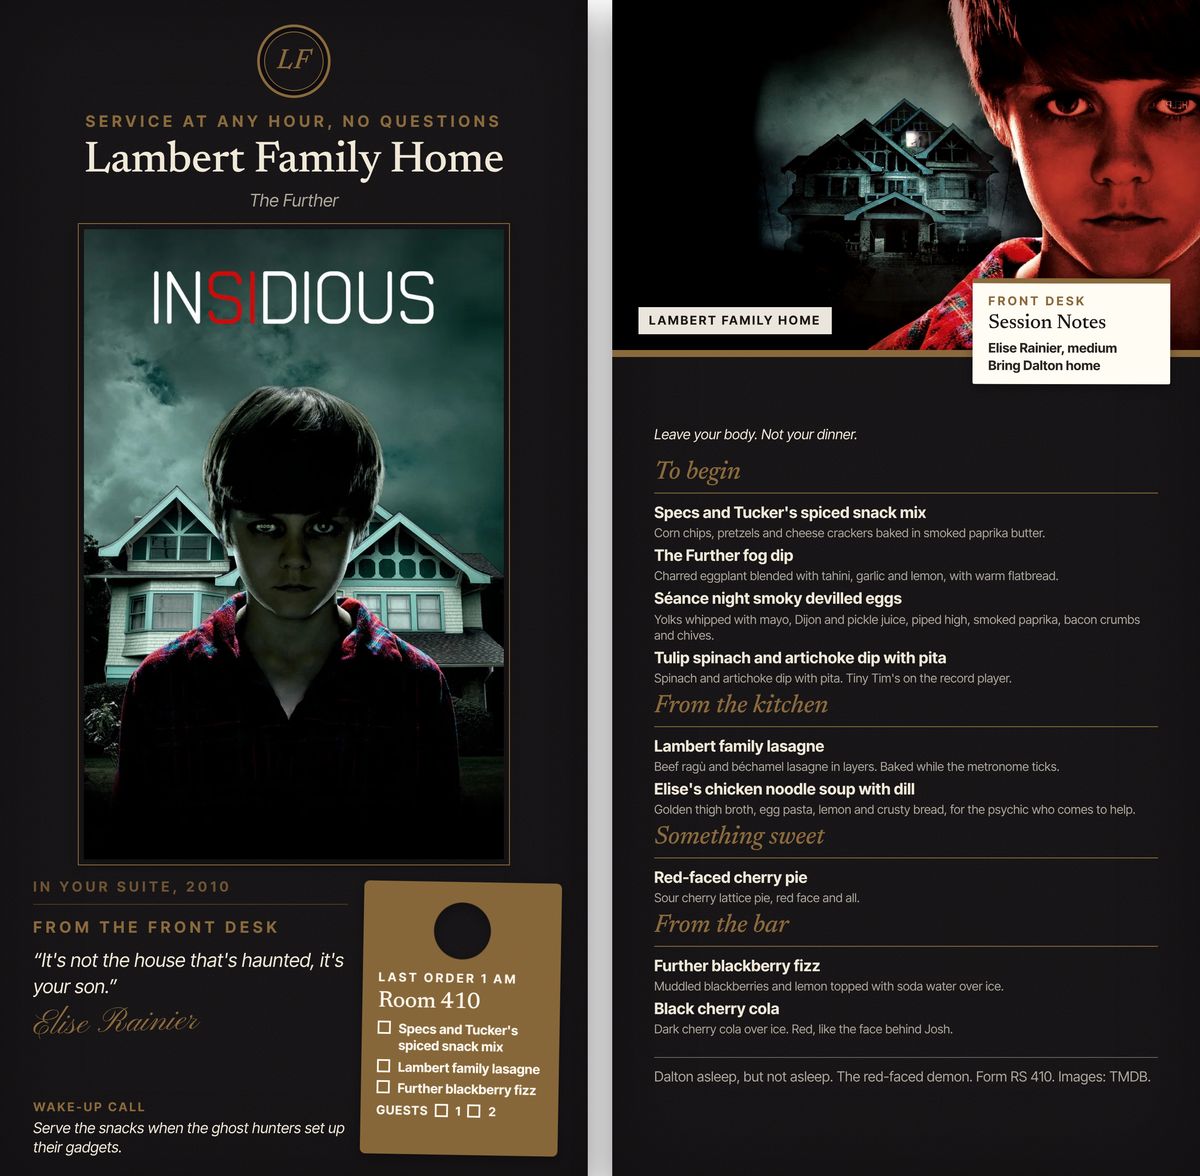 LF
SERVICE AT ANY HOUR, NO QUESTIONS
Lambert Family Home
The Further
INSIDIOUS
IN YOUR SUITE, 2010
FROM THE FRONT DESK
“It's not the house that's haunted, it's
your son.”
Elise Rainier
WAKE-UP CALL
Serve the snacks when the ghost hunters set up
their gadgets.
LAST ORDER 1 AM
Room 410
Specs and Tucker's
spiced snack mix
Lambert family lasagne
Further blackberry fizz
GUESTS 1 2
LAMBERT FAMILY HOME
FRONT DESK
Session Notes
Elise Rainier, medium
Bring Dalton home
Leave your body. Not your dinner.
To begin
Specs and Tucker's spiced snack mix
Corn chips, pretzels and cheese crackers baked in smoked paprika butter.
The Further fog dip
Charred eggplant blended with tahini, garlic and lemon, with warm flatbread.
Séance night smoky devilled eggs
Yolks whipped with mayo, Dijon and pickle juice, piped high, smoked paprika, bacon crumbs
and chives.
Tulip spinach and artichoke dip with pita
Spinach and artichoke dip with pita. Tiny Tim's on the record player.
From the kitchen
Lambert family lasagne
Beef ragù and béchamel lasagne in layers. Baked while the metronome ticks.
Elise's chicken noodle soup with dill
Golden thigh broth, egg pasta, lemon and crusty bread, for the psychic who comes to help.
Something sweet
Red-faced cherry pie
Sour cherry lattice pie, red face and all.
From the bar
Further blackberry fizz
Muddled blackberries and lemon topped with soda water over ice.
Black cherry cola
Dark cherry cola over ice. Red, like the face behind Josh.
Dalton asleep, but not asleep. The red-faced demon. Form RS 410. Images: TMDB.